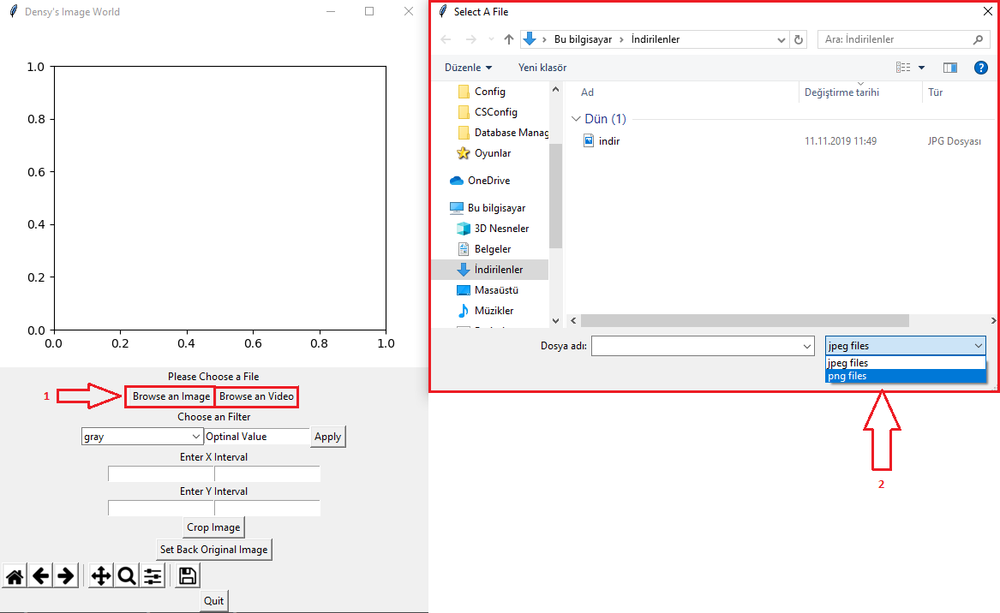 Densy's Image World
1.0
0.8
0.6
0.4
0.2
0.0
0.0 0.2 0.4 0.6 0.8 1.0
Please Choose a File
1
Browse an Image Browse an Video
Choose an Filter
gray Optinal Value Apply
Enter X Interval
Enter Y Interval
Crop Image
Set Back Original Image
Quit
Select A File
Bu bilgisayar > İndirilenler
Ara: İndirilenler
Düzenle Yeni klasör
?
Config
CSConfig
Database Manag
Oyunlar
OneDrive
Bu bilgisayar
3D Nesneler
Belgeler
İndirilenler
Masaüstü
Müzikler
Ad Değiştirme tarihi Tür
Dün (1)
indir 11.11.2019 11:49 JPG Dosyası
Dosya adı: jpeg files
jpeg files
png files
2